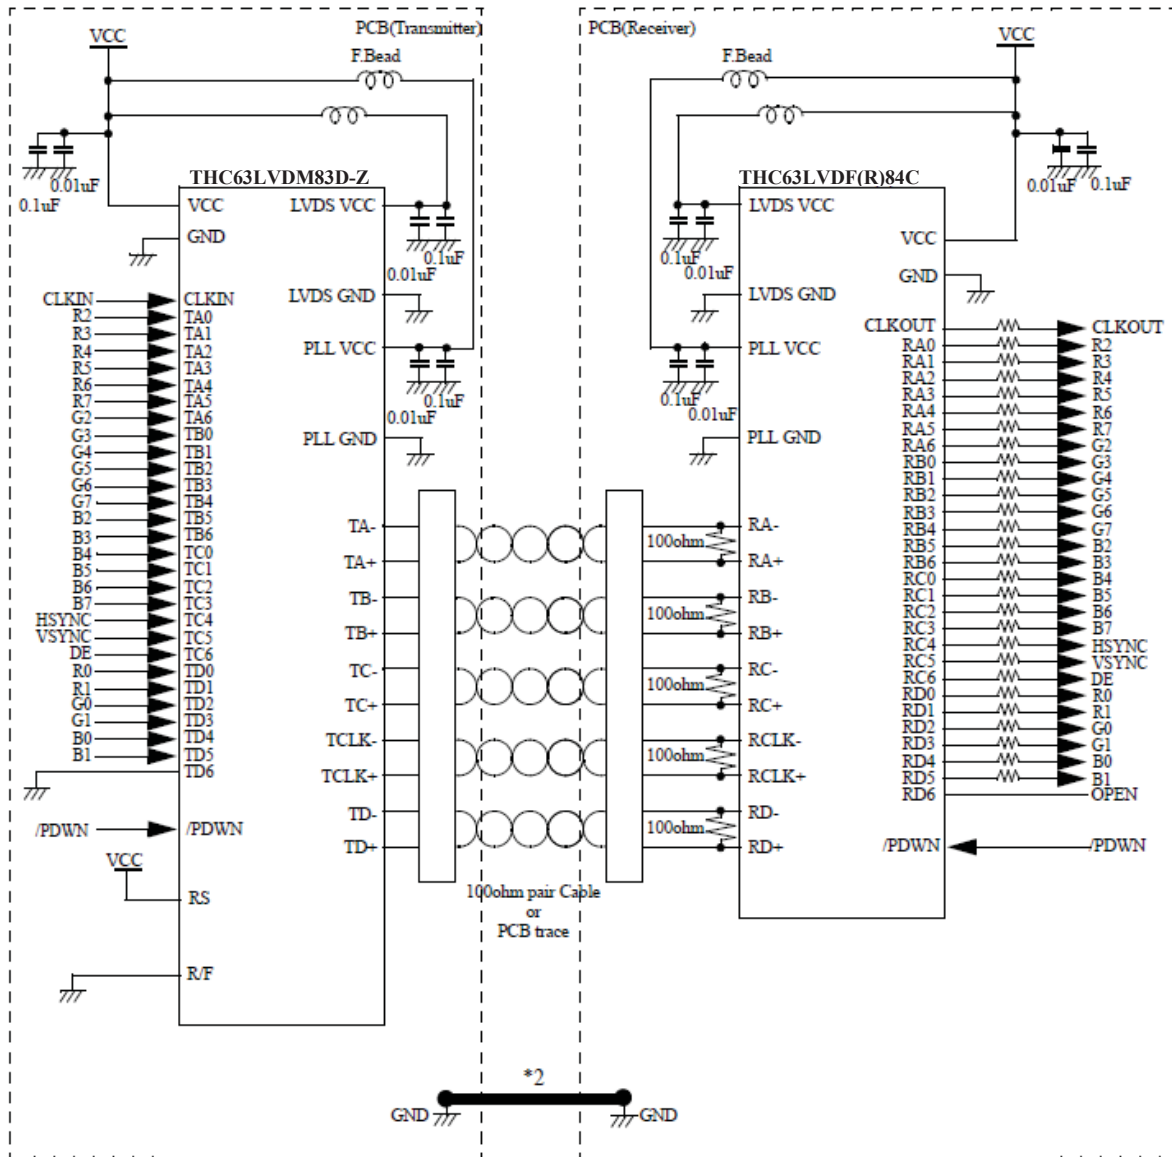 PCB(Transmitter)
VCC
F.Bead
0.01uF
0.1uF
THC63LVDM83D-Z
VCC
GND
LVDS VCC
0.1uF
0.01uF
LVDS GND
PLL VCC
0.1uF
0.01uF
PLL GND
CLKIN CLKIN
R2 TA0
R3 TA1
R4 TA2
R5 TA3
R6 TA4
R7 TA5
G2 TA6
G3 TB0
G4 TB1
G5 TB2
G6 TB3
G7 TB4
B2 TB5
B3 TB6
B4 TC0
B5 TC1
B6 TC2
B7 TC3
HSYNC TC4
VSYNC TC5
DE TC6
R0 TD0
R1 TD1
G0 TD2
G1 TD3
B0 TD4
B1 TD5
TD6
/PDWN /PDWN
VCC
RS
R/F
TA-
TA+
TB-
TB+
TC-
TC+
TCLK-
TCLK+
TD-
TD+
100ohm pair Cable
or
PCB trace
PCB(Receiver)
VCC
F.Bead
0.01uF 0.1uF
THC63LVDF(R)84C
LVDS VCC
0.1uF
0.01uF
VCC
GND
LVDS GND
PLL VCC
0.1uF
0.01uF
PLL GND
CLKOUT CLKOUT
RA0 R2
RA1 R3
RA2 R4
RA3 R5
RA4 R6
RA5 R7
RA6 G2
RB0 G3
RB1 G4
RB2 G5
RB3 G6
RB4 G7
RB5 B2
RB6 B3
RC0 B4
RC1 B5
RC2 B6
RC3 B7
RC4 HSYNC
RC5 VSYNC
RC6 DE
RD0 R0
RD1 R1
RD2 G0
RD3 G1
RD4 B0
RD5 B1
RD6 OPEN
/PDWN /PDWN
RA-
100ohm
RA+
RB-
100ohm
RB+
RC-
100ohm
RC+
RCLK-
100ohm
RCLK+
RD-
100ohm
RD+
*2
GND GND